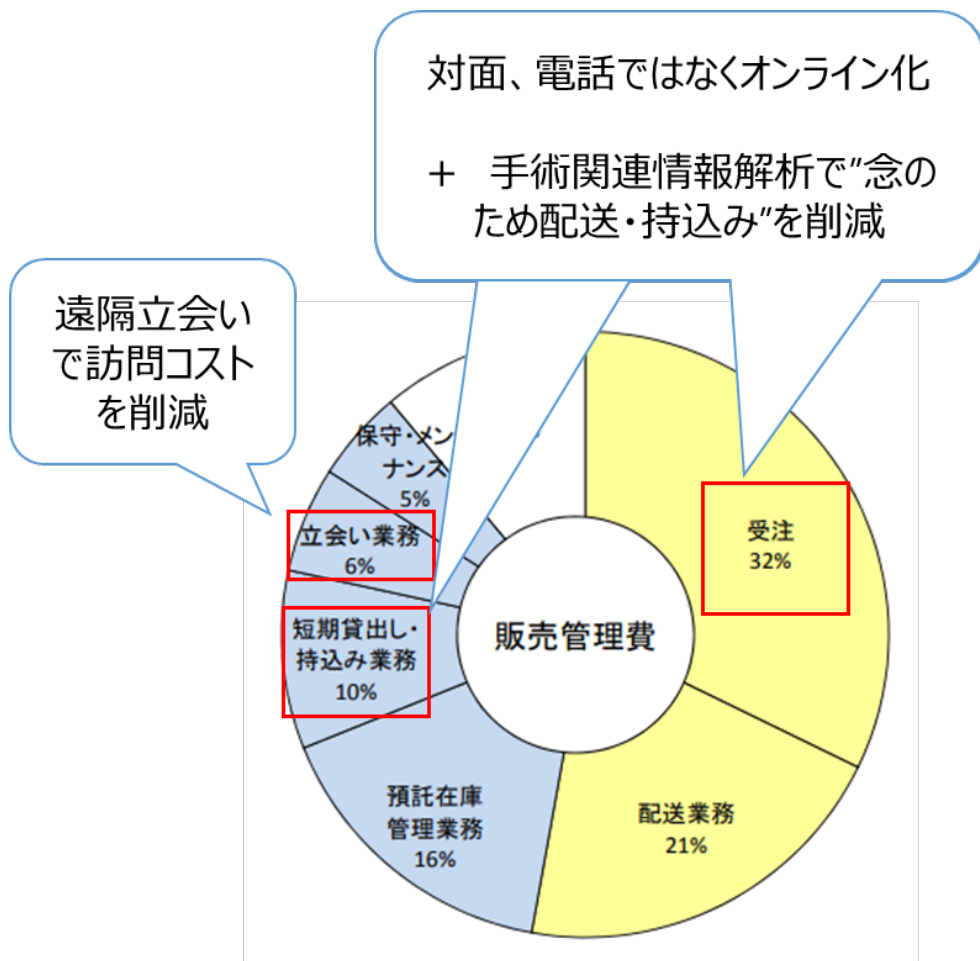 対面、電話ではなくオンライン化
+ 手術関連情報解析で"念の
ため配送・持込み"を削減
遠隔立会い
で訪問コスト
を削減
保守・メン
ナンス
5%
立会い業務
6%
短期貸出し・
持込み業務
10%
預託在庫
管理業務
16%
配送業務
21%
受注
32%
販売管理費